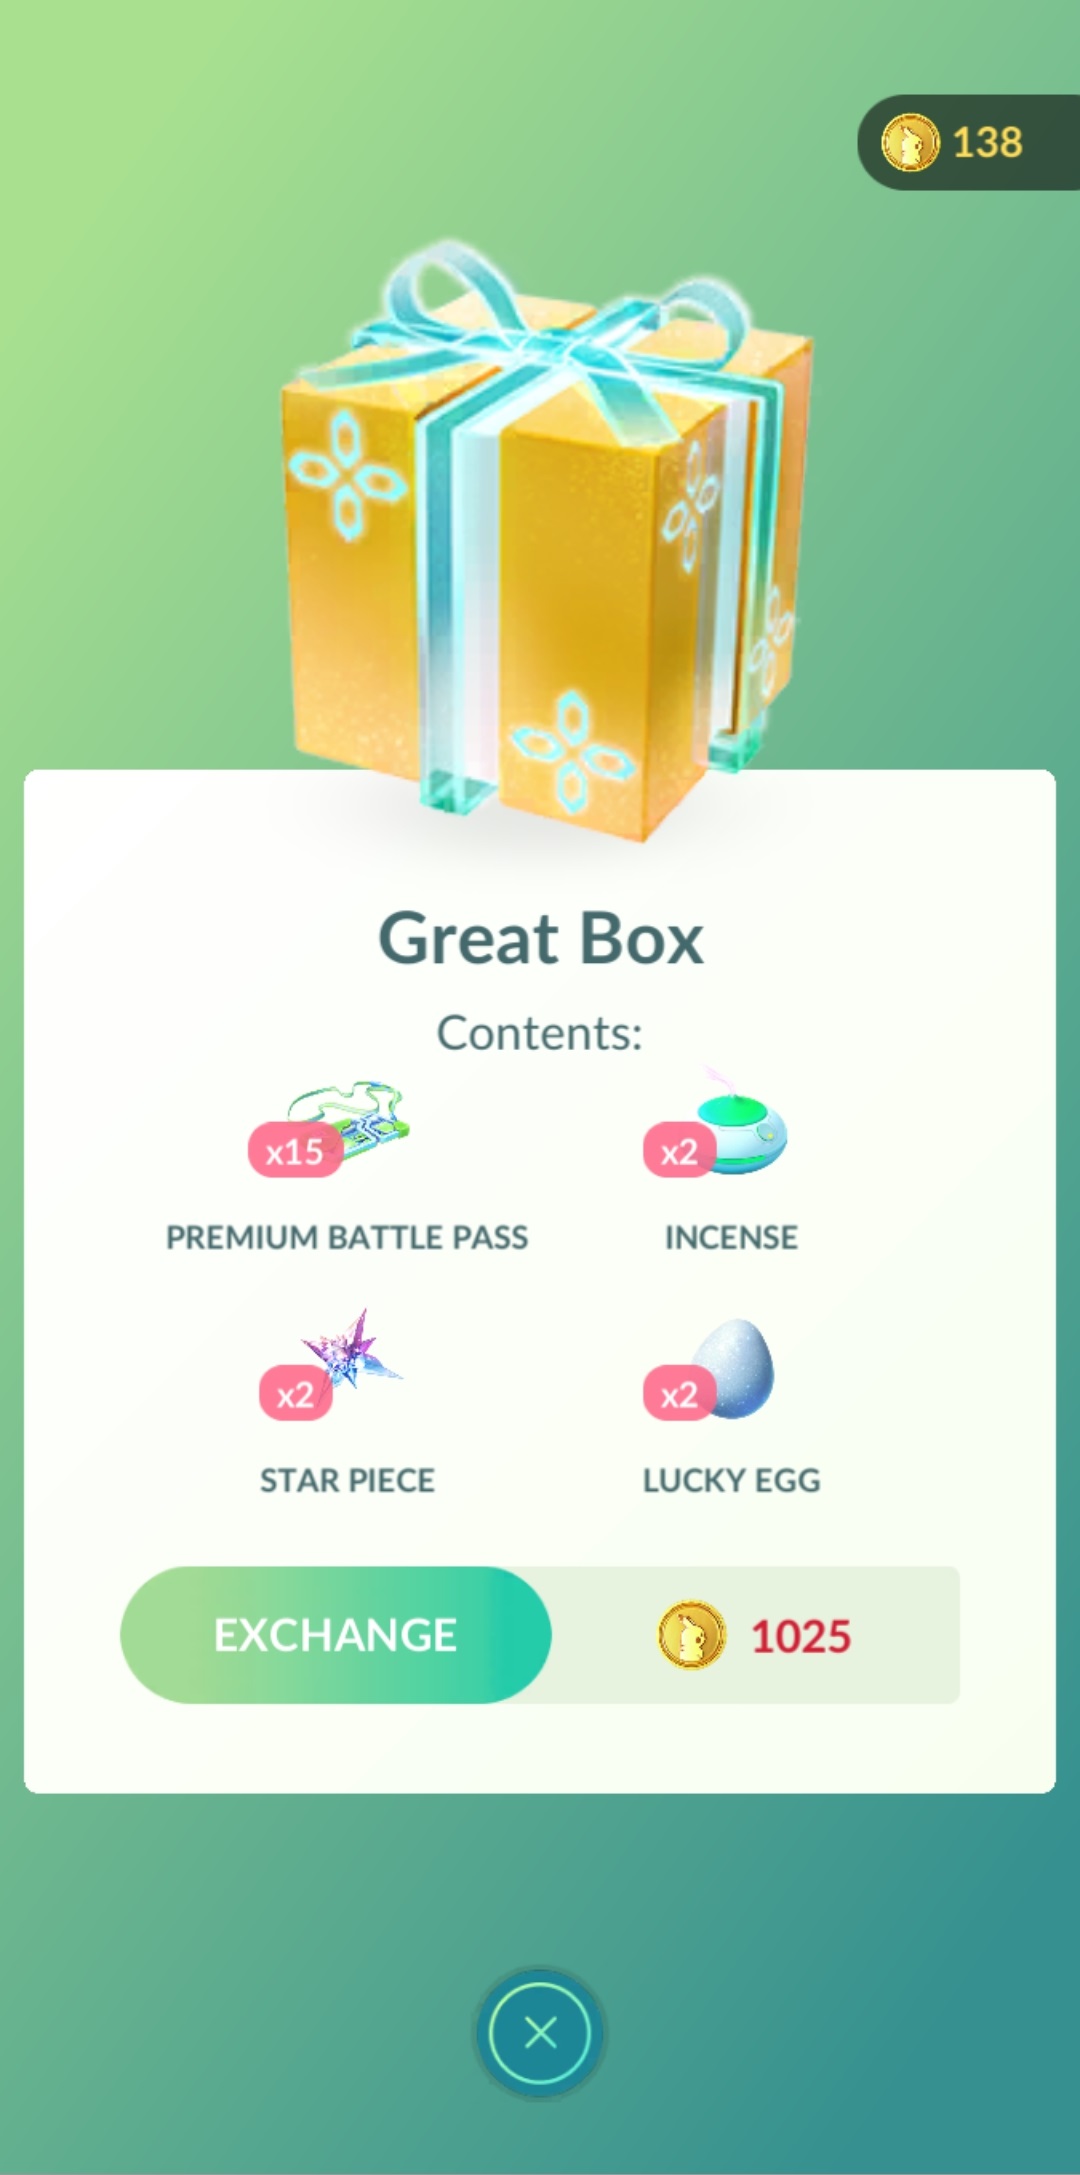 138
Great Box
Contents:
x15
x2
PREMIUM BATTLE PASS
INCENSE
x2
x2
STAR PIECE
LUCKY EGG
EXCHANGE
1025